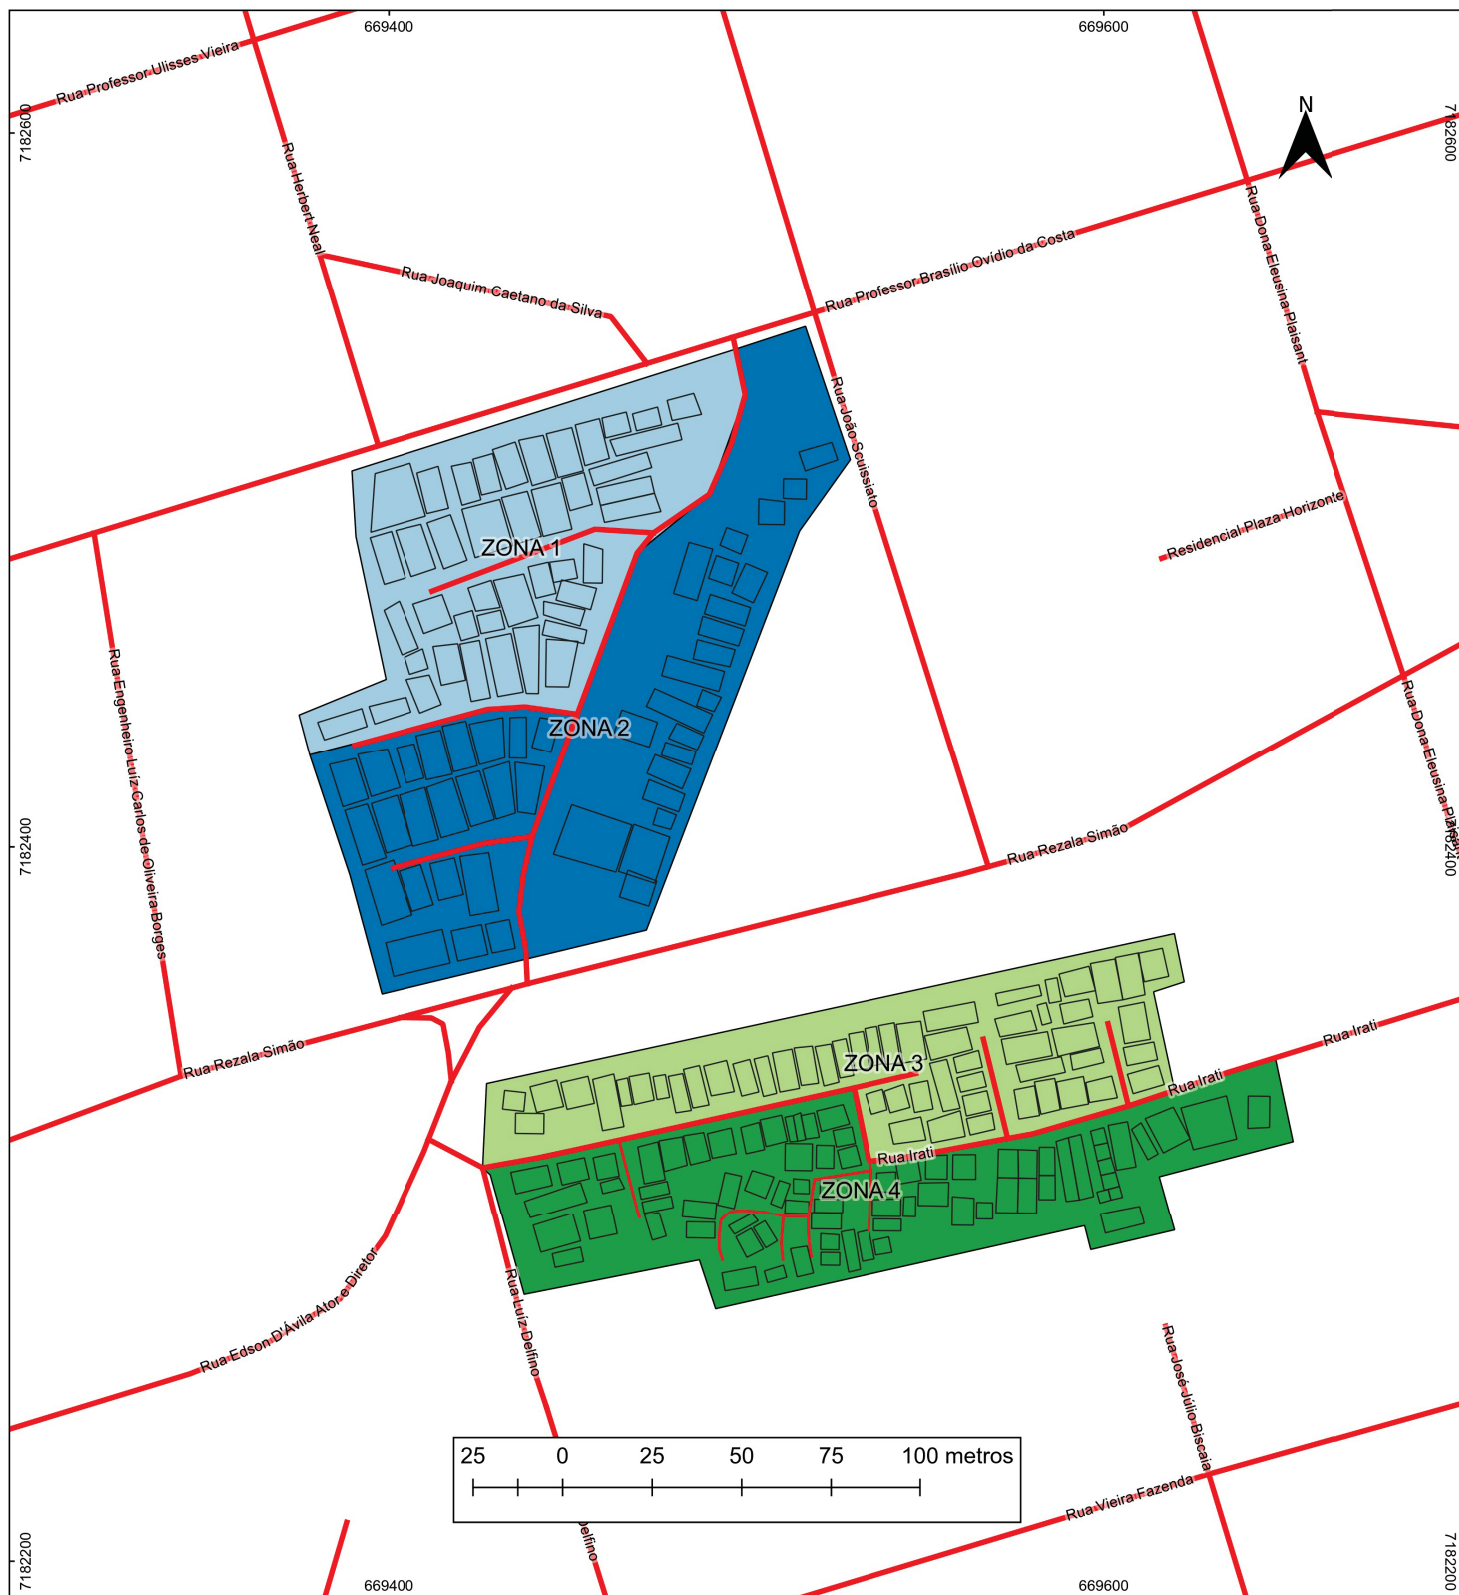 669400
669600
Rua Professor Ulisses Vieira
7182600
7182600
N
Rua Herbert Neal
Rua Dona Eleusina Plaisant
Rua Professor Brasílio Ovídio da Costa
Rua Joaquim Caetano da Silva
Rua João Scuissiato
Residencial Plaza Horizonte
ZONA 1
Rua Engenheiro Luíz Carlos de Oliveira Borges
Rua Dona Eleusina Plaisant
ZONA 2
7182400
7182400
Rua Rezala Simão
Rua Rezala Simão
Rua Irati
ZONA 3
Rua Irati
Rua Irati
ZONA 4
Rua Edson D'Ávila Ator e Diretor
Rua Luíz Delfino
Rua José Júlio Biscaia
25 0 25 50 75 100 metros
Rua Vieira Fazenda
Delfino
7182200
7182200
669400
669600